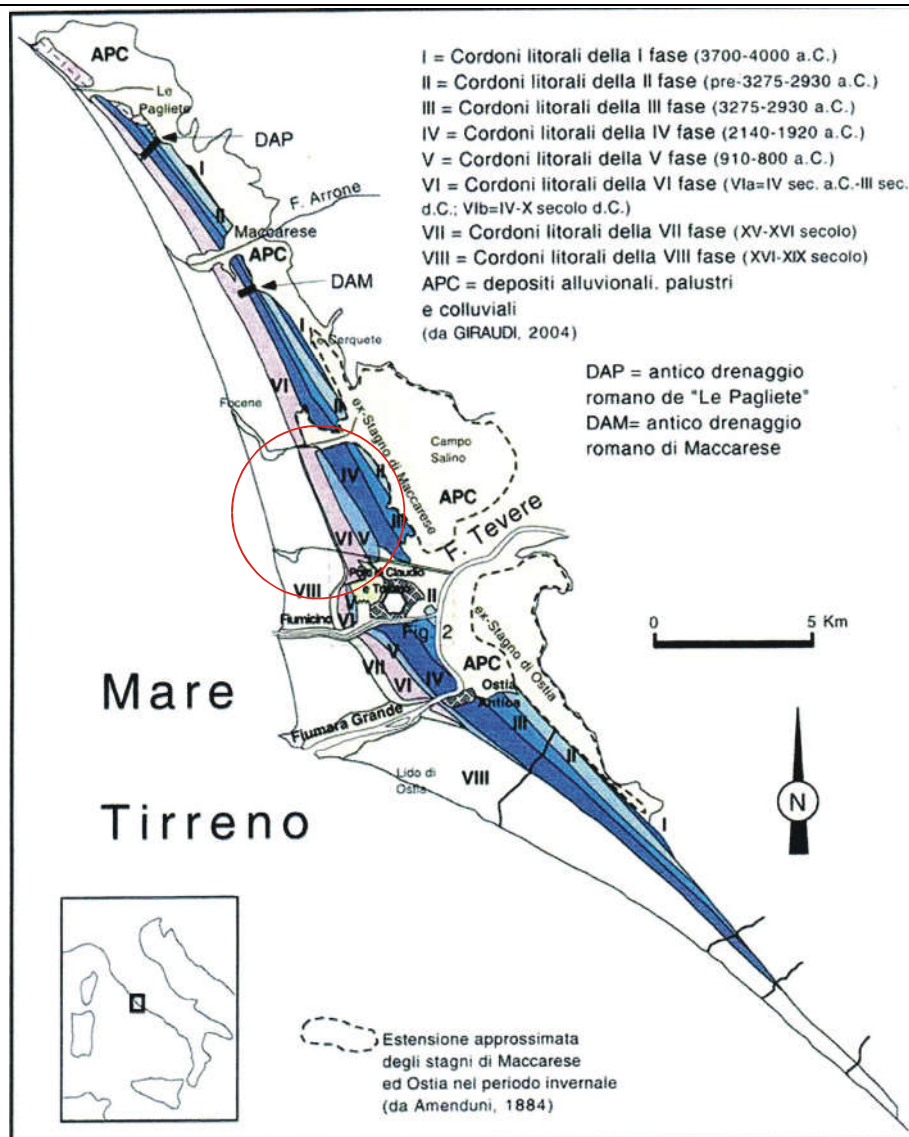 APC
Le
Pagliete
DAP
I
II
F. Arrone
Maccarese
APC
DAM
I
Cerquete
VI
II
Focene
ex-Stagno di Maccarese
Campo
Salino
APC
IV
II
III
VI V
F. Tevere
Porto di Claudio
e Traiano
VIII
II
V
VI
Fiumicino
Fig. 2
ex-Stagno di Ostia
V
VII
VI
IV
APC
Ostia
Antica
Fiumara Grande
III
II
I
Lido di
Ostia
VIII
I = Cordoni litorali della I fase (3700-4000 a.C.)
II = Cordoni litorali della II fase (pre-3275-2930 a.C.)
III = Cordoni litorali della III fase (3275-2930 a.C.)
IV = Cordoni litorali della IV fase (2140-1920 a.C.)
V = Cordoni litorali della V fase (910-800 a.C.)
VI = Cordoni litorali della VI fase (VIa=IV sec. a.C.-III sec.
d.C.; VIb=IV-X secolo d.C.)
VII = Cordoni litorali della VII fase (XV-XVI secolo)
VIII = Cordoni litorali della VIII fase (XVI-XIX secolo)
APC = depositi alluvionali. palustri
e colluviali
(da GIRAUDI, 2004)
DAP = antico drenaggio
romano de "Le Pagliete"
DAM= antico drenaggio
romano di Maccarese
0 5 Km
N
Mare
Tirreno
Estensione approssimata
degli stagni di Maccarese
ed Ostia nel periodo invernale
(da Amenduni, 1884)